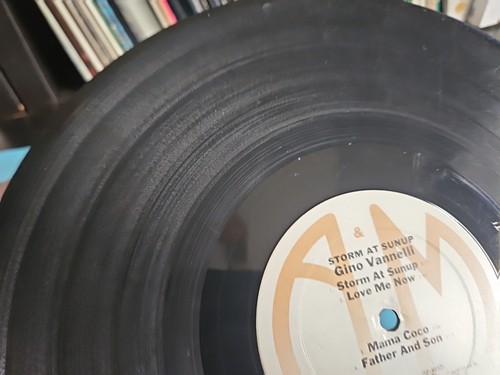 A&M
STORM AT SUNUP
Gino Vannelli
Storm At Sunup
Love Me Now
Mama Coco
Father And Son